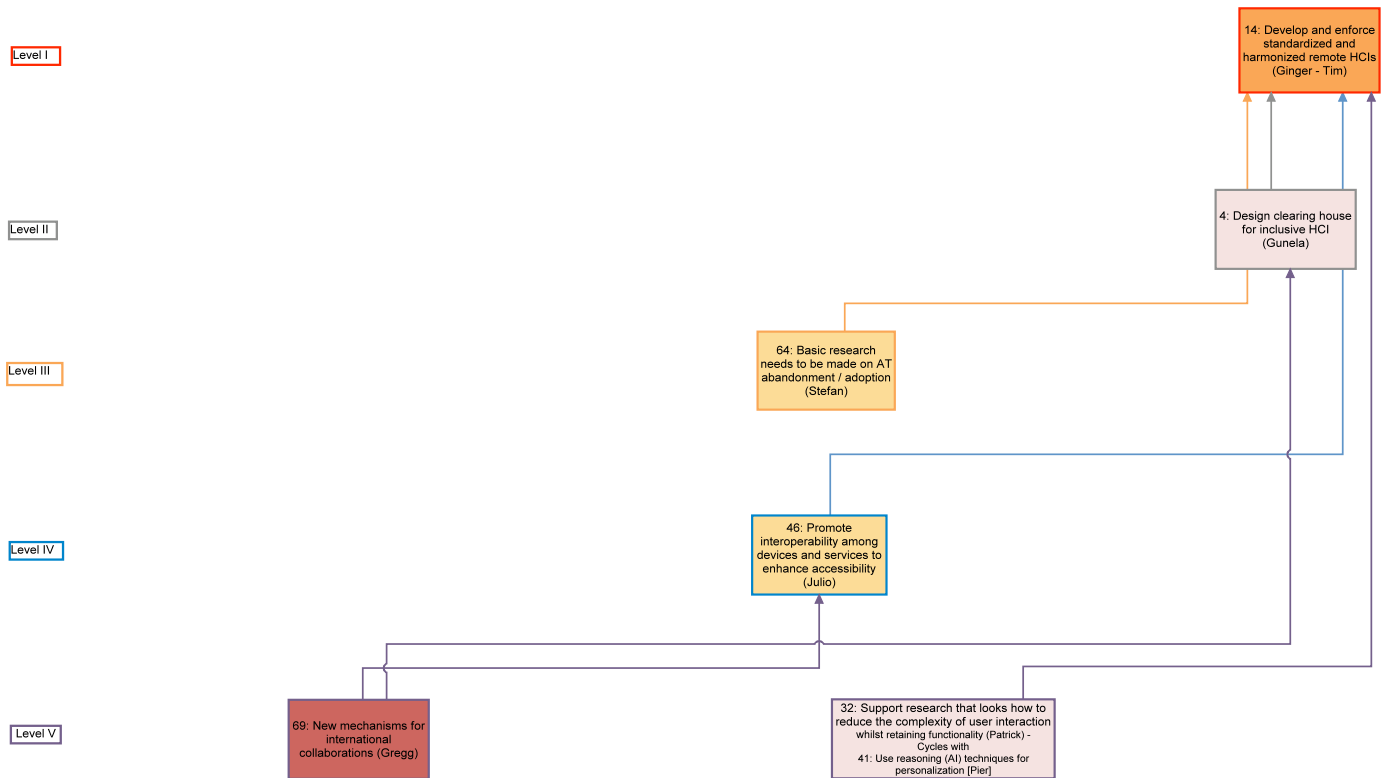 Level I
14: Develop and enforce
standardized and
harmonized remote HCIs
(Ginger - Tim)
Level II
4: Design clearing house
for inclusive HCI
(Gunela)
Level III
64: Basic research
needs to be made on AT
abandonment / adoption
(Stefan)
Level IV
46: Promote
interoperability among
devices and services to
enhance accessibility
(Julio)
Level V
69: New mechanisms for
international
collaborations (Gregg)
32: Support research that looks how to
reduce the complexity of user interaction
whilst retaining functionality (Patrick) -
Cycles with
41: Use reasoning (AI) techniques for
personalization [Pier]